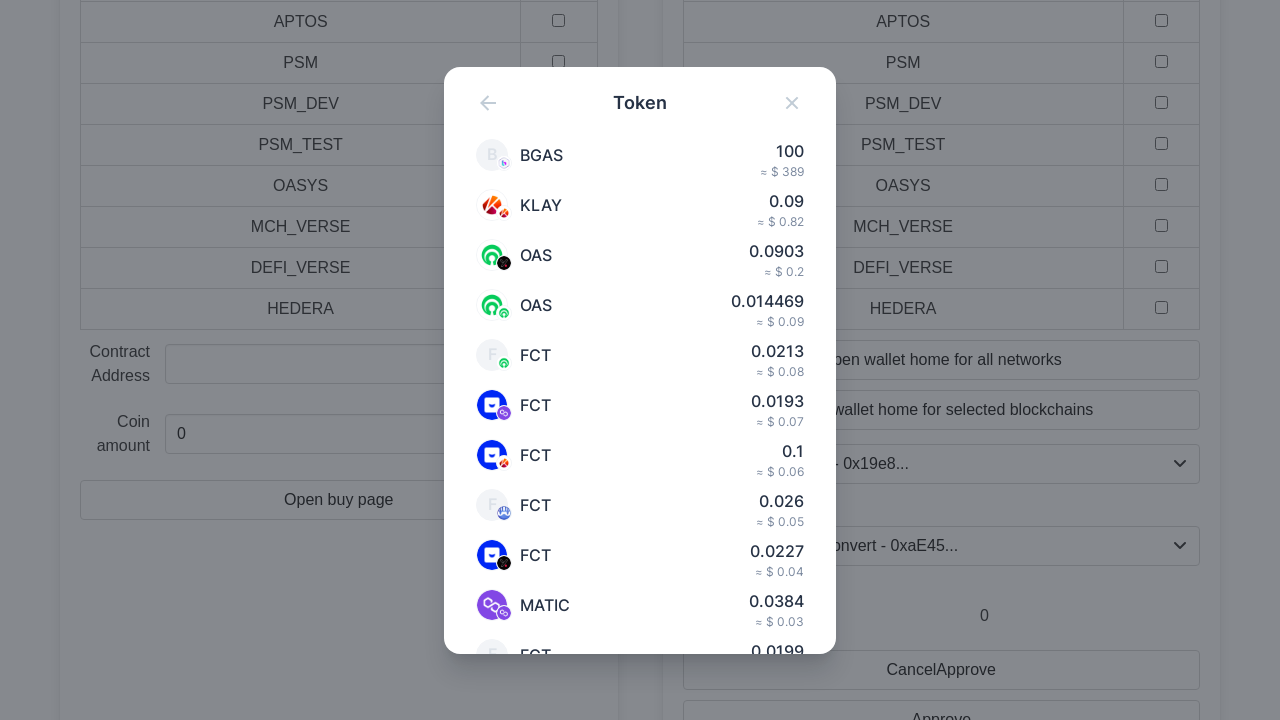 APTOS
PSM
PSM_DEV
PSM_TEST
OASYS
MCH_VERSE
DEFI_VERSE
HEDERA
Contract
Address
Coin
amount
0
Open buy page
Token
B
BGAS
100
≈ $ 389
KLAY
0.09
≈ $ 0.82
OAS
0.0903
≈ $ 0.2
OAS
0.014469
≈ $ 0.09
F
FCT
0.0213
≈ $ 0.08
FCT
0.0193
≈ $ 0.07
FCT
0.1
≈ $ 0.06
F
FCT
0.026
≈ $ 0.05
FCT
0.0227
≈ $ 0.04
MATIC
0.0384
≈ $ 0.03
FCT
0.0199
APTOS
PSM
PSM_DEV
PSM_TEST
OASYS
MCH_VERSE
DEFI_VERSE
HEDERA
pen wallet home for all networks
wallet home for selected blockchains
- 0x19e8...
onvert - 0xaE45...
0
CancelApprove
Approve